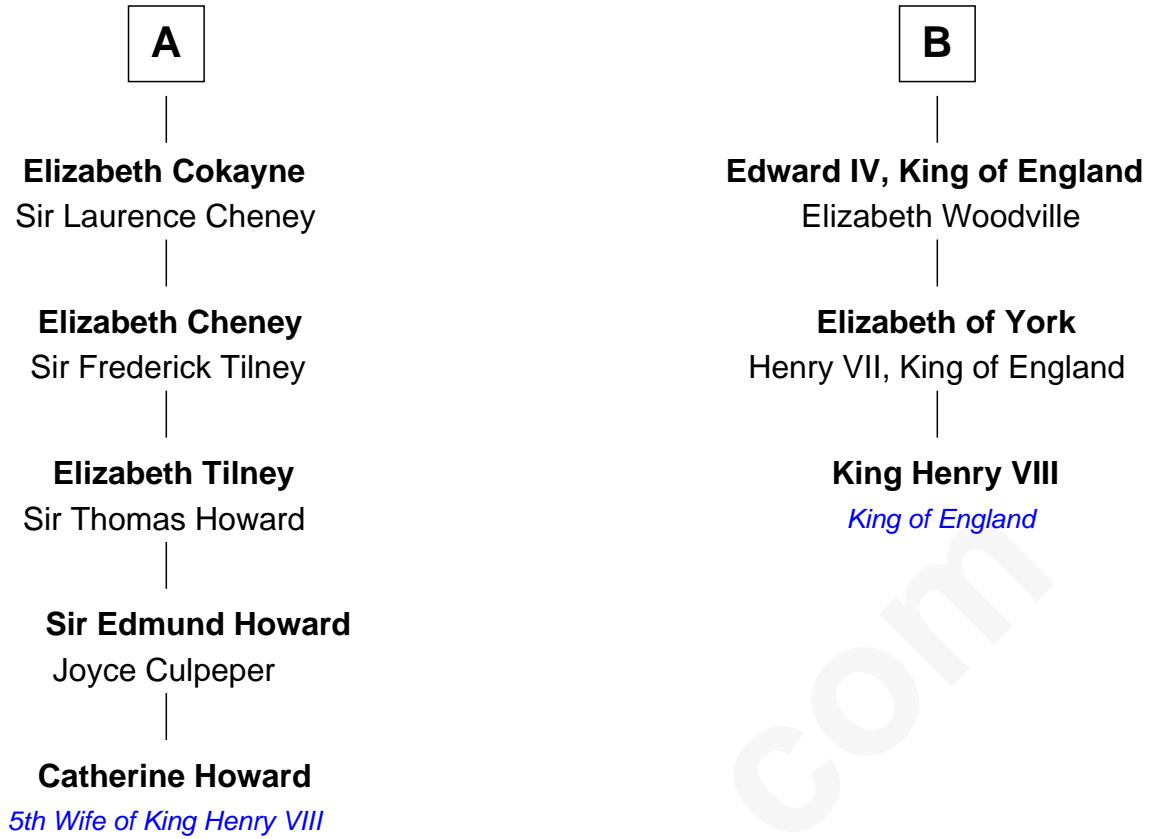 A
Elizabeth Cokayne
Sir Laurence Cheney
Elizabeth Cheney
Sir Frederick Tilney
Elizabeth Tilney
Sir Thomas Howard
Sir Edmund Howard
Joyce Culpeper
Catherine Howard
5th Wife of King Henry VIII
B
Edward IV, King of England
Elizabeth Woodville
Elizabeth of York
Henry VII, King of England
King Henry VIII
King of England
com